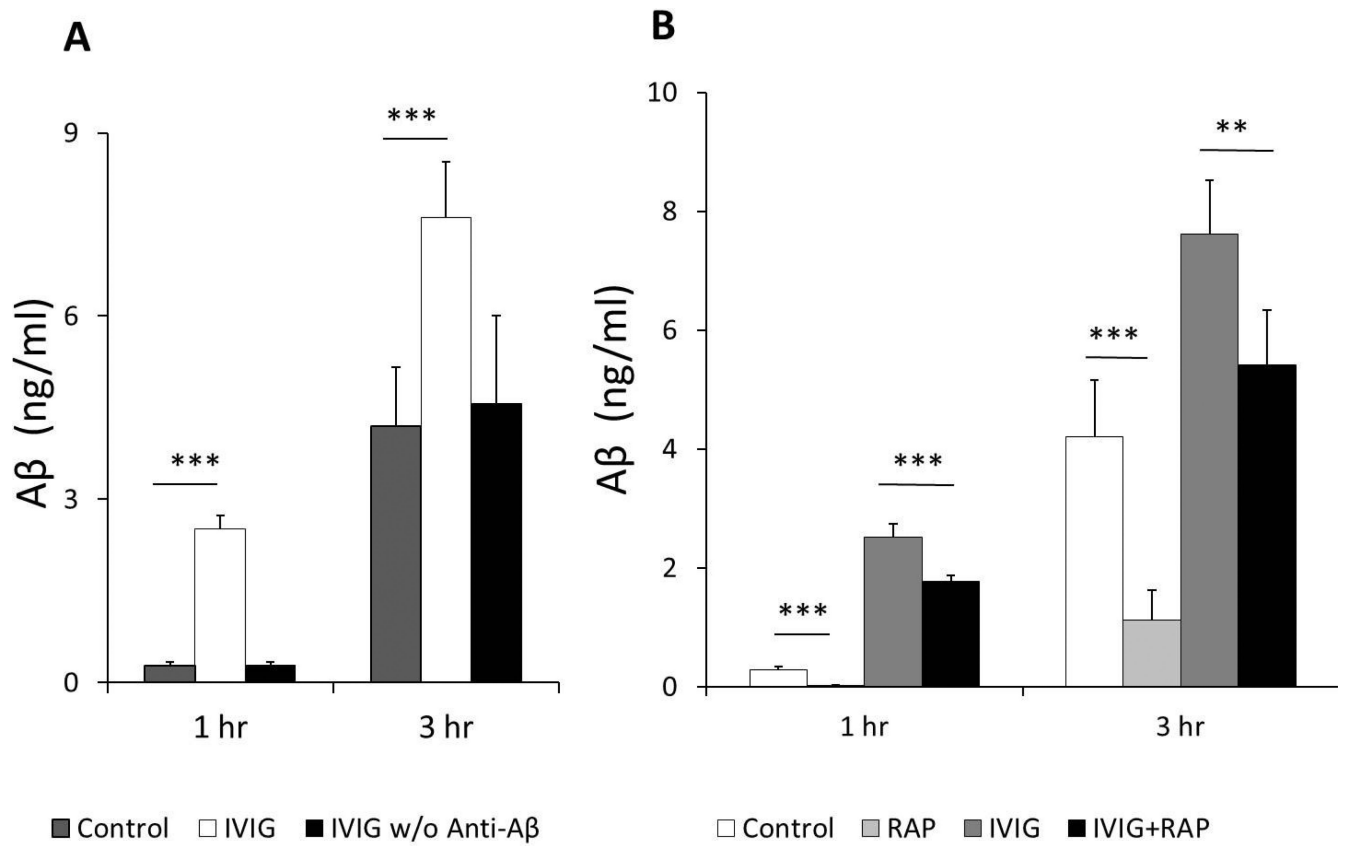 A
Aβ (ng/ml)
9
6
3
0
***
***
1 hr
3 hr
Control
IVIG
IVIG w/o Anti-Aβ
B
Aβ (ng/ml)
10
8
6
4
2
0
***
***
***
**
1 hr
3 hr
Control
RAP
IVIG
IVIG+RAP